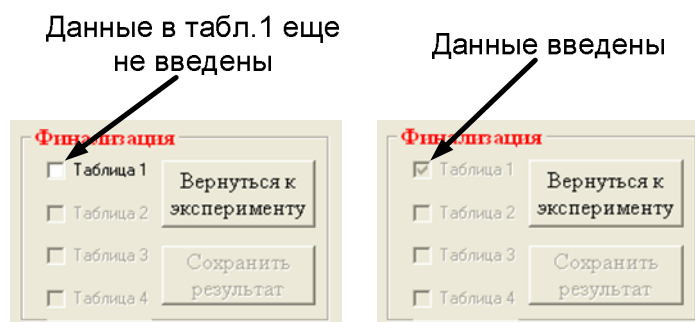 Данные в табл.1 еще
не введены
Данные введены
Финализация
Таблица 1
Таблица 2
Таблица 3
Таблица 4
Вернуться к
эксперименту
Сохранить
результат
Финализация
Таблица 1
Таблица 2
Таблица 3
Таблица 4
Вернуться к
эксперименту
Сохранить
результат